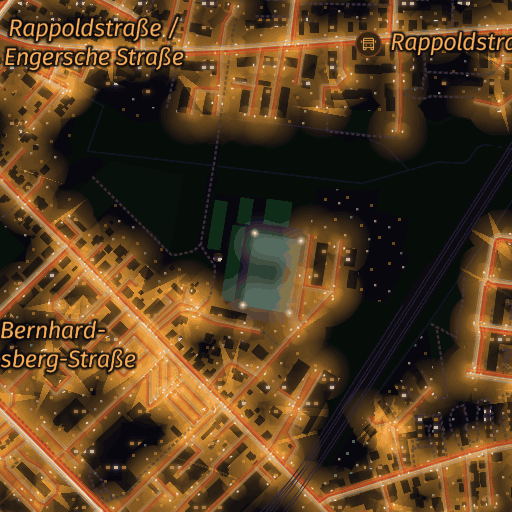 Rappoldstraße /
Engersche Straße
Rappoldstra
Bernhard-
sberg-Straße